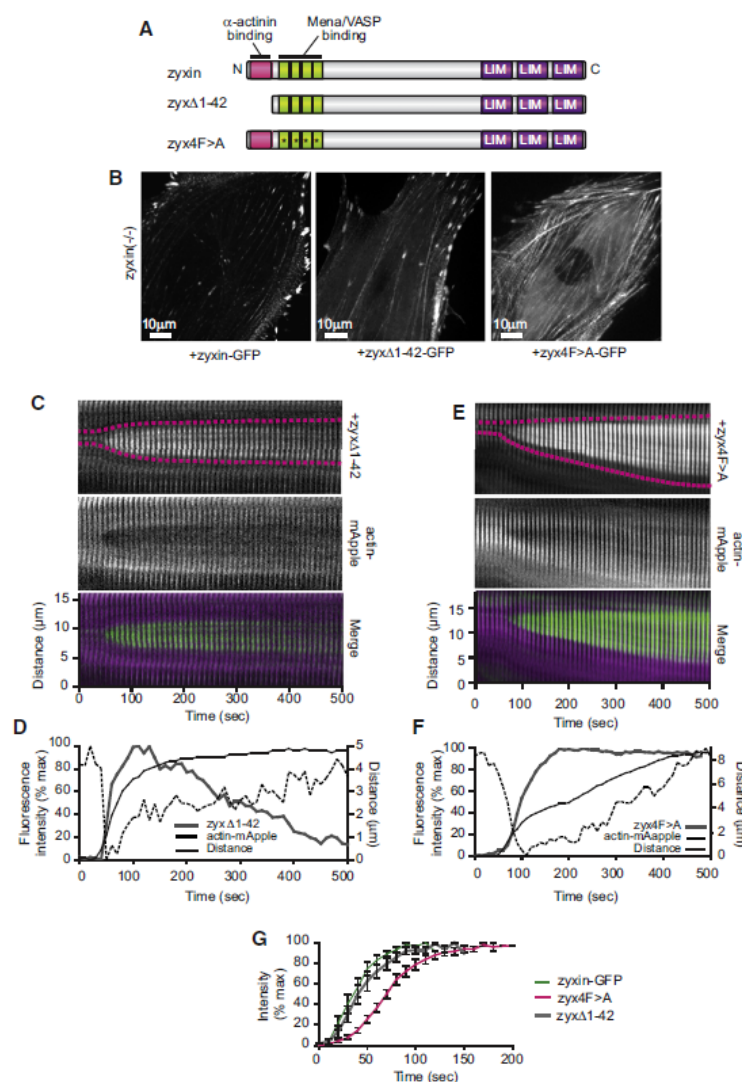 A
α-actinin binding
Mena/VASP binding
N
C
zyxin
LIM LIM LIM
zyxΔ1-42
LIM LIM LIM
zyx4F>A
* * * *
LIM LIM LIM
B
zyxin(-/-)
10μm
10μm
10μm
+zyxin-GFP
+zyxΔ1-42-GFP
+zyx4F>A-GFP
C
+zyxΔ1-42
actin-mApple
Merge
Distance (μm)
15
10
5
0
0 100 200 300 400 500
Time (sec)
E
+zyx4F>A
actin-mApple
Merge
Distance (μm)
15
10
5
0
0 100 200 300 400 500
Time (sec)
D
Fluorescence intensity (% max)
100
80
60
40
20
0
zyxΔ1-42
actin-mApple
Distance
5
4
3
2
1
0
Distance (μm)
0 100 200 300 400 500
Time (sec)
F
Fluorescence intensity (% max)
100
80
60
40
20
0
zyx4F>A
actin-mAapple
Distance
8
6
4
2
0
Distance (μm)
0 100 200 300 400 500
Time (sec)
G
Intensity (% max)
100
80
60
40
20
0
0 50 100 150 200
Time (sec)
zyxin-GFP
zyx4F>A
zyxΔ1-42